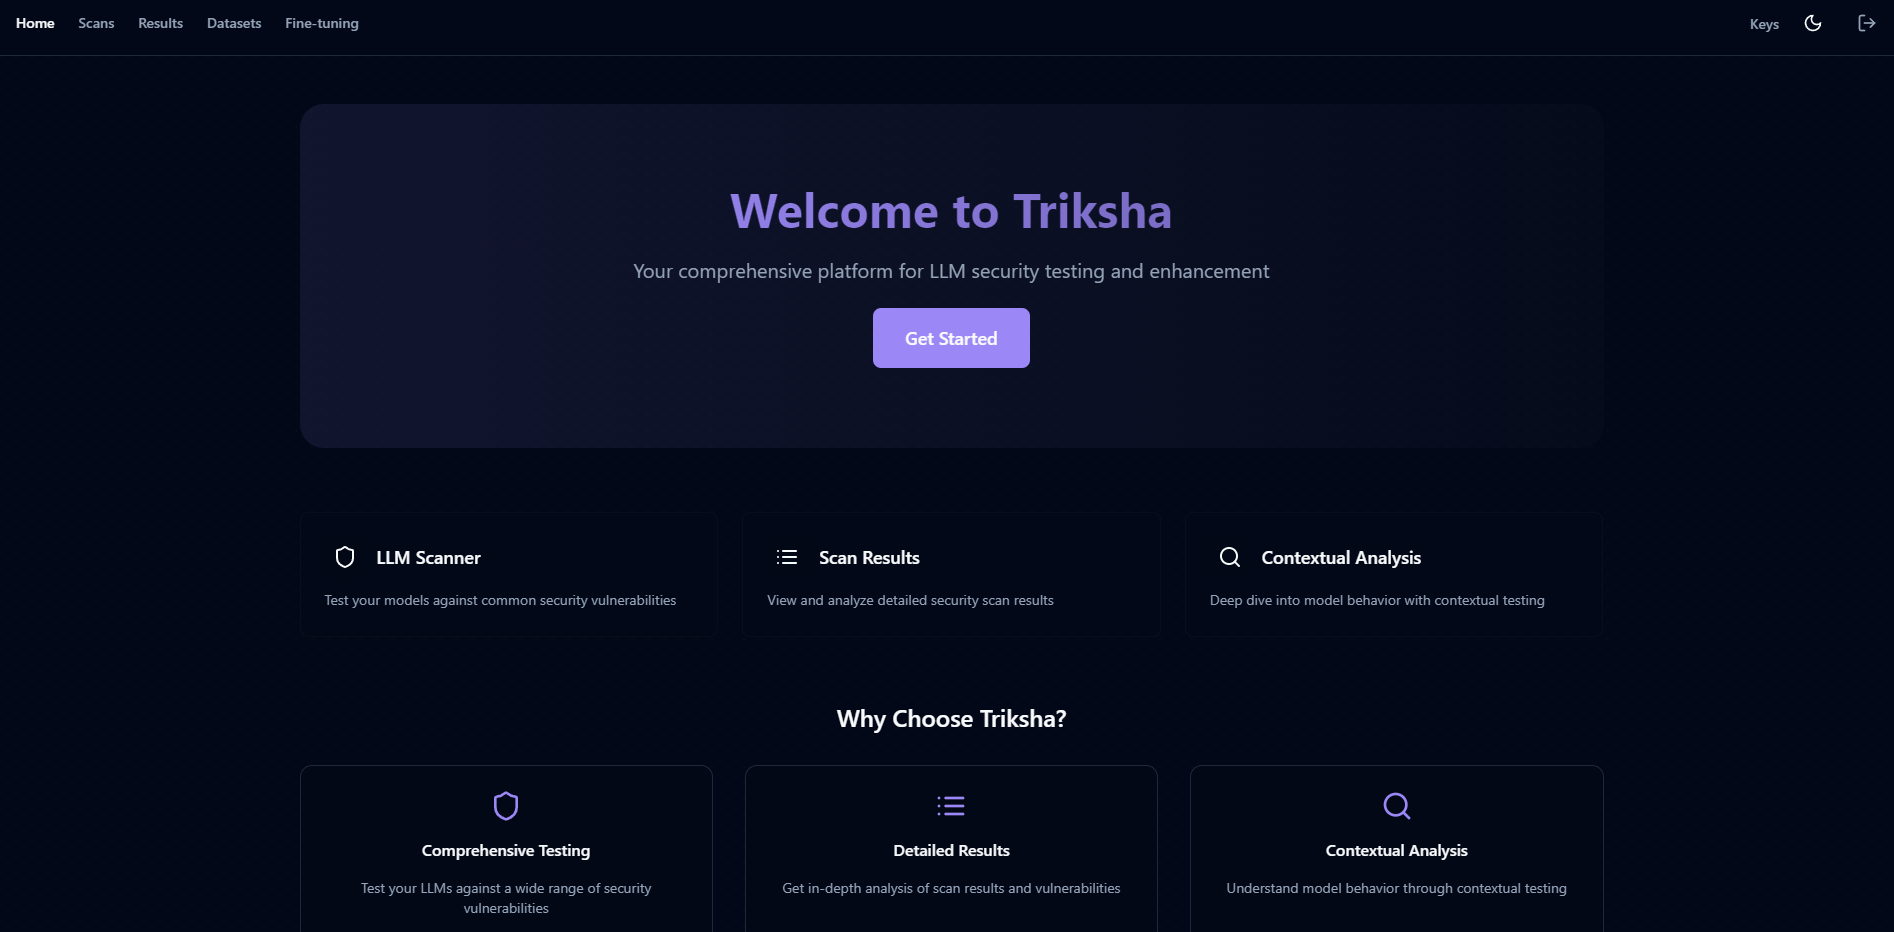 Home Scans Results Datasets Fine-tuning Keys
Welcome to Triksha
Your comprehensive platform for LLM security testing and enhancement
Get Started
LLM Scanner
Test your models against common security vulnerabilities
Scan Results
View and analyze detailed security scan results
Contextual Analysis
Deep dive into model behavior with contextual testing
Why Choose Triksha?
Comprehensive Testing
Test your LLMs against a wide range of security
vulnerabilities
Detailed Results
Get in-depth analysis of scan results and vulnerabilities
Contextual Analysis
Understand model behavior through contextual testing